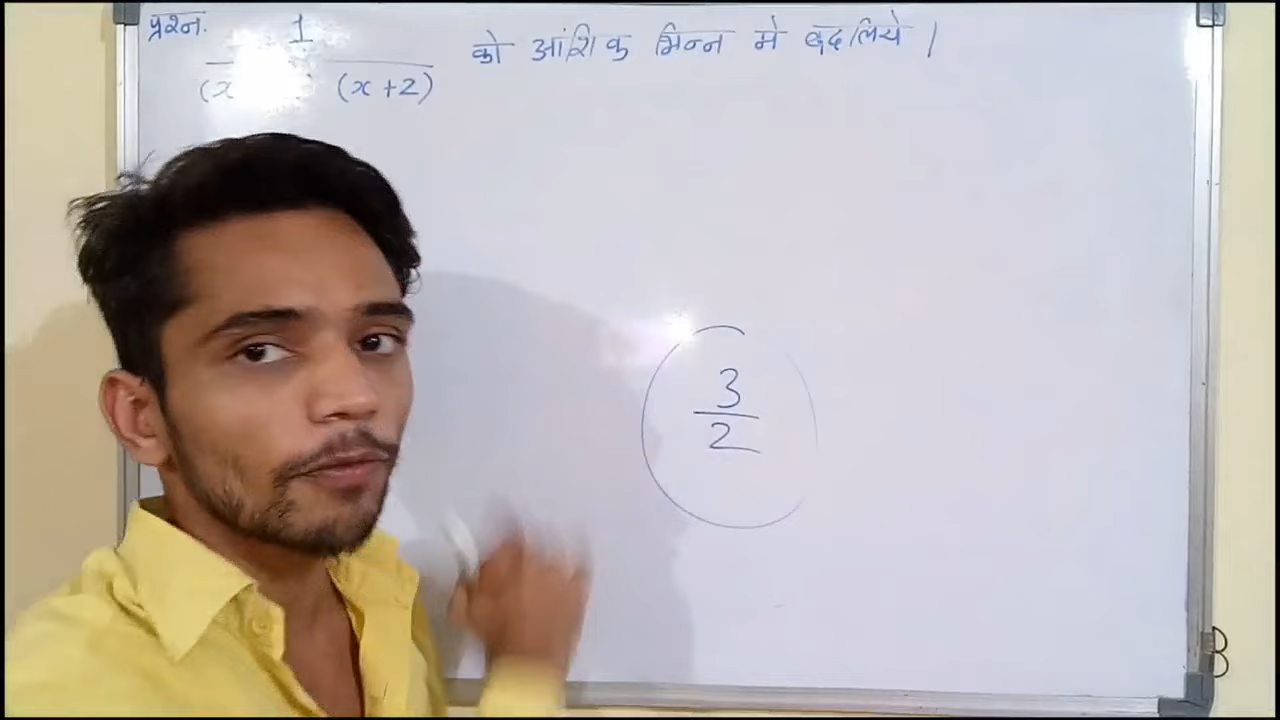 प्रश्न. 1 को आंशिक भिन्न मे बदलिये।
(x (x+2)
3
2